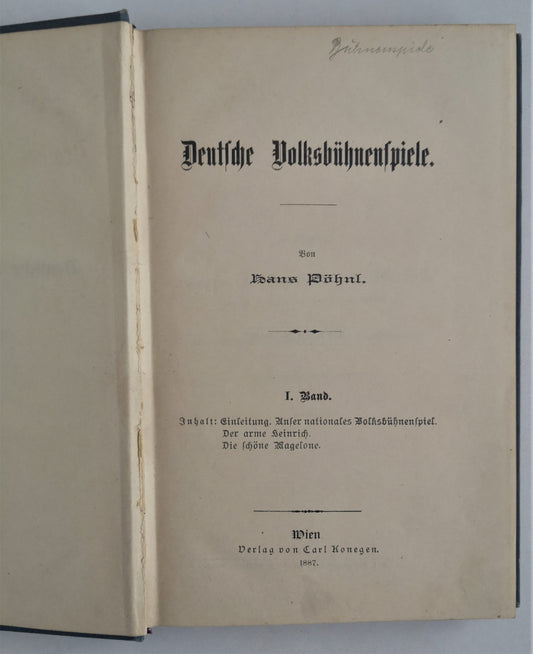 Bühnenspiele
Deutſche Volksbühnenſpiele.
Von
Hans Pöhnl.
I. Band.
Inhalt: Einleitung. Unſer nationales Volksbühnenſpiel.
Der arme Heinrich.
Die ſchöne Magelone.
Wien
Verlag von Carl Konegen.
1887.